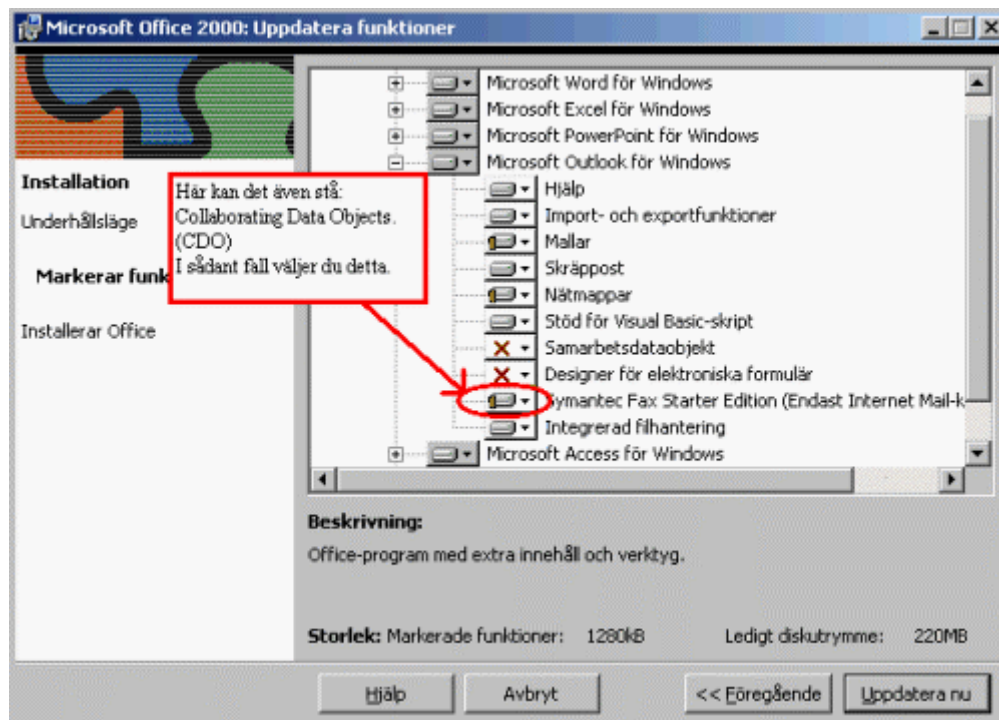 Microsoft Office 2000: Uppdatera funktioner
Installation
Underhållsläge
Markerar funk
Installerar Office
Här kan det även stå:
Collaborating Data Objects.
(CDO)
I sådant fall väljer du detta.
Microsoft Word för Windows
Microsoft Excel för Windows
Microsoft PowerPoint för Windows
Microsoft Outlook för Windows
Hjälp
Import- och exportfunktioner
Mallar
Skräppost
Nätmappar
Stöd för Visual Basic-skript
Samarbetsdataobjekt
Designer för elektroniska formulär
Symantec Fax Starter Edition (Endast Internet Mail-k
Integrerad filhantering
Microsoft Access för Windows
Beskrivning:
Office-program med extra innehåll och verktyg.
Storlek: Markerade funktioner: 1280kB Ledigt diskutrymme: 220MB
Hjälp Avbryt << Föregående Uppdatera nu